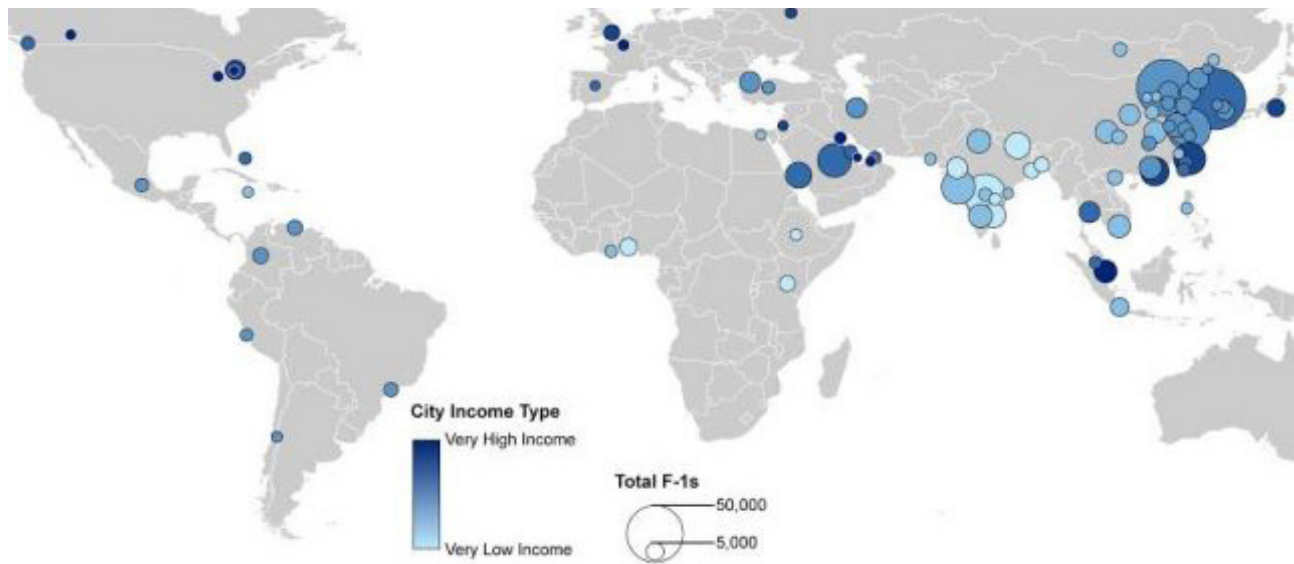 City Income Type
Very High Income
Very Low Income
Total F-1s
50,000
5,000